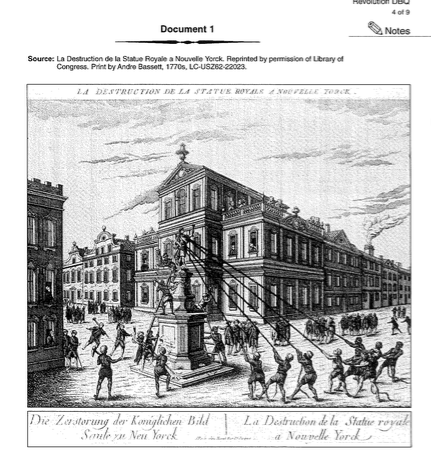 Revolution DBQ
4 of 9
Document 1
Notes
Source: La Destruction de la Statue Royale a Nouvelle Yorck. Reprinted by permission of Library of
Congress. Print by Andre Bassett, 1770s, LC-USZ62-22023.
LA DESTRUCTION DE LA STATUE ROYALE A NOUVELLE YORCK.
Die Zerstorung der Königlichen Bild
Saule zu Neu Yorck
La Destruction de la Statue royale
a Nouvelle Yorck